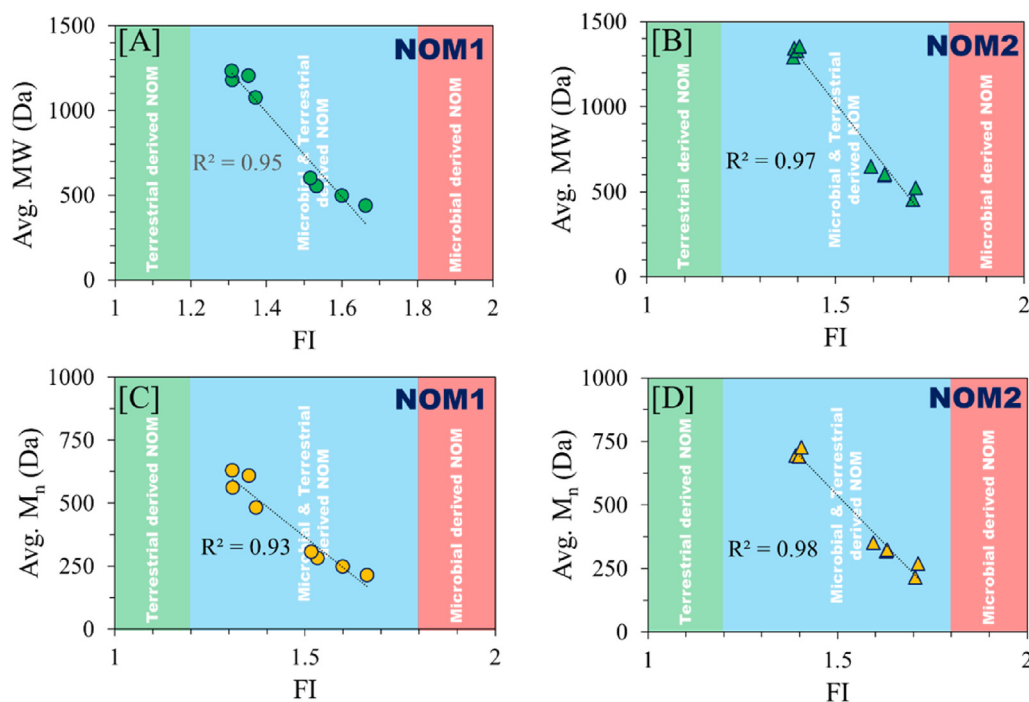 [A]
NOM1
1500
1000
500
0
Avg. MW (Da)
Terrestrial derived NOM
Microbial & Terrestrial
derived NOM
Microbial derived NOM
R² = 0.95
1
1.2
1.4
1.6
1.8
2
FI
[B]
NOM2
1500
1000
500
0
Avg. MW (Da)
Terrestrial derived NOM
Microbial & Terrestrial
derived NOM
Microbial derived NOM
R² = 0.97
1
1.5
2
FI
[C]
NOM1
1000
750
500
250
0
Avg. Mn (Da)
Terrestrial derived NOM
Microbial & Terrestrial
derived NOM
Microbial derived NOM
R² = 0.93
1
1.5
2
FI
[D]
NOM2
1000
750
500
250
0
Avg. Mn (Da)
Terrestrial derived NOM
Microbial & Terrestrial
derived NOM
Microbial derived NOM
R² = 0.98
1
1.5
2
FI